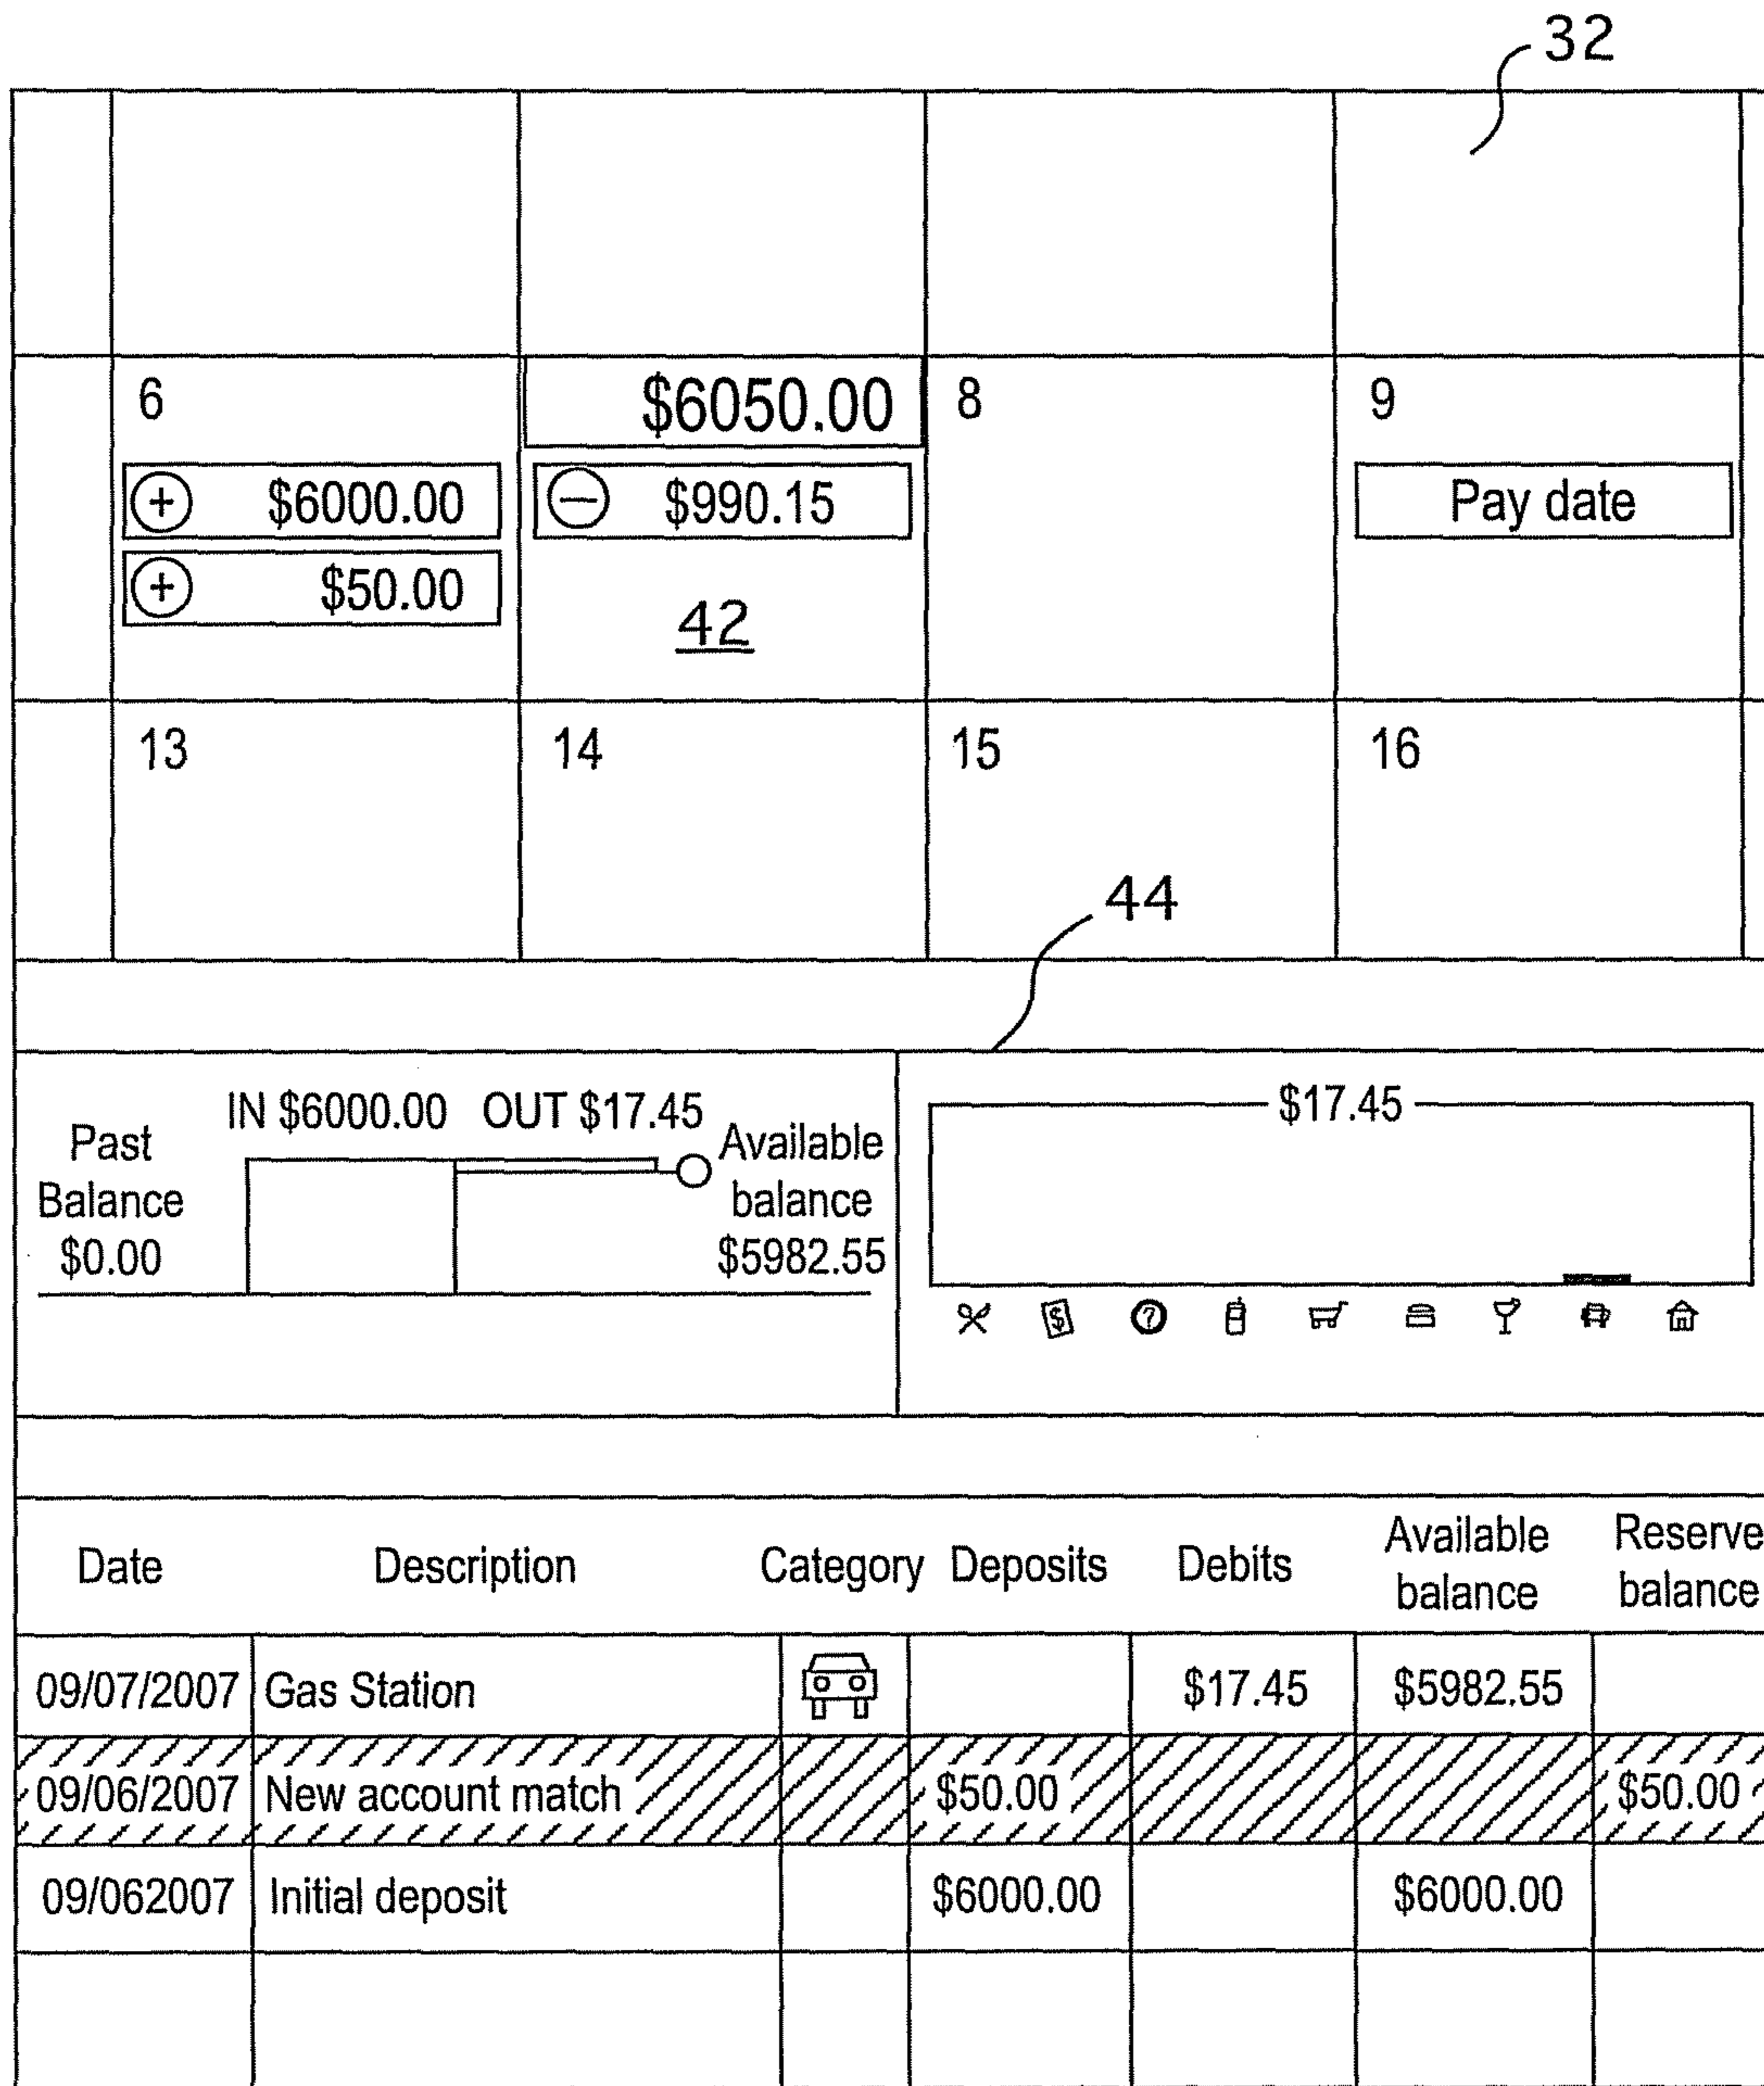 32
6
$6050.00
8
9
+ $6000.00
− $990.15
Pay date
+ $50.00
42
13
14
15
16
44
IN $6000.00 OUT $17.45
Past
Balance
$0.00
Available
balance
$5982.55
$17.45
$
?
Date
Description
Category
Deposits
Debits
Available
balance
Reserve
balance
09/07/2007 Gas Station $17.45 $5982.55
09/06/2007 New account match $50.00 $50.00
09/062007 Initial deposit $6000.00 $6000.00